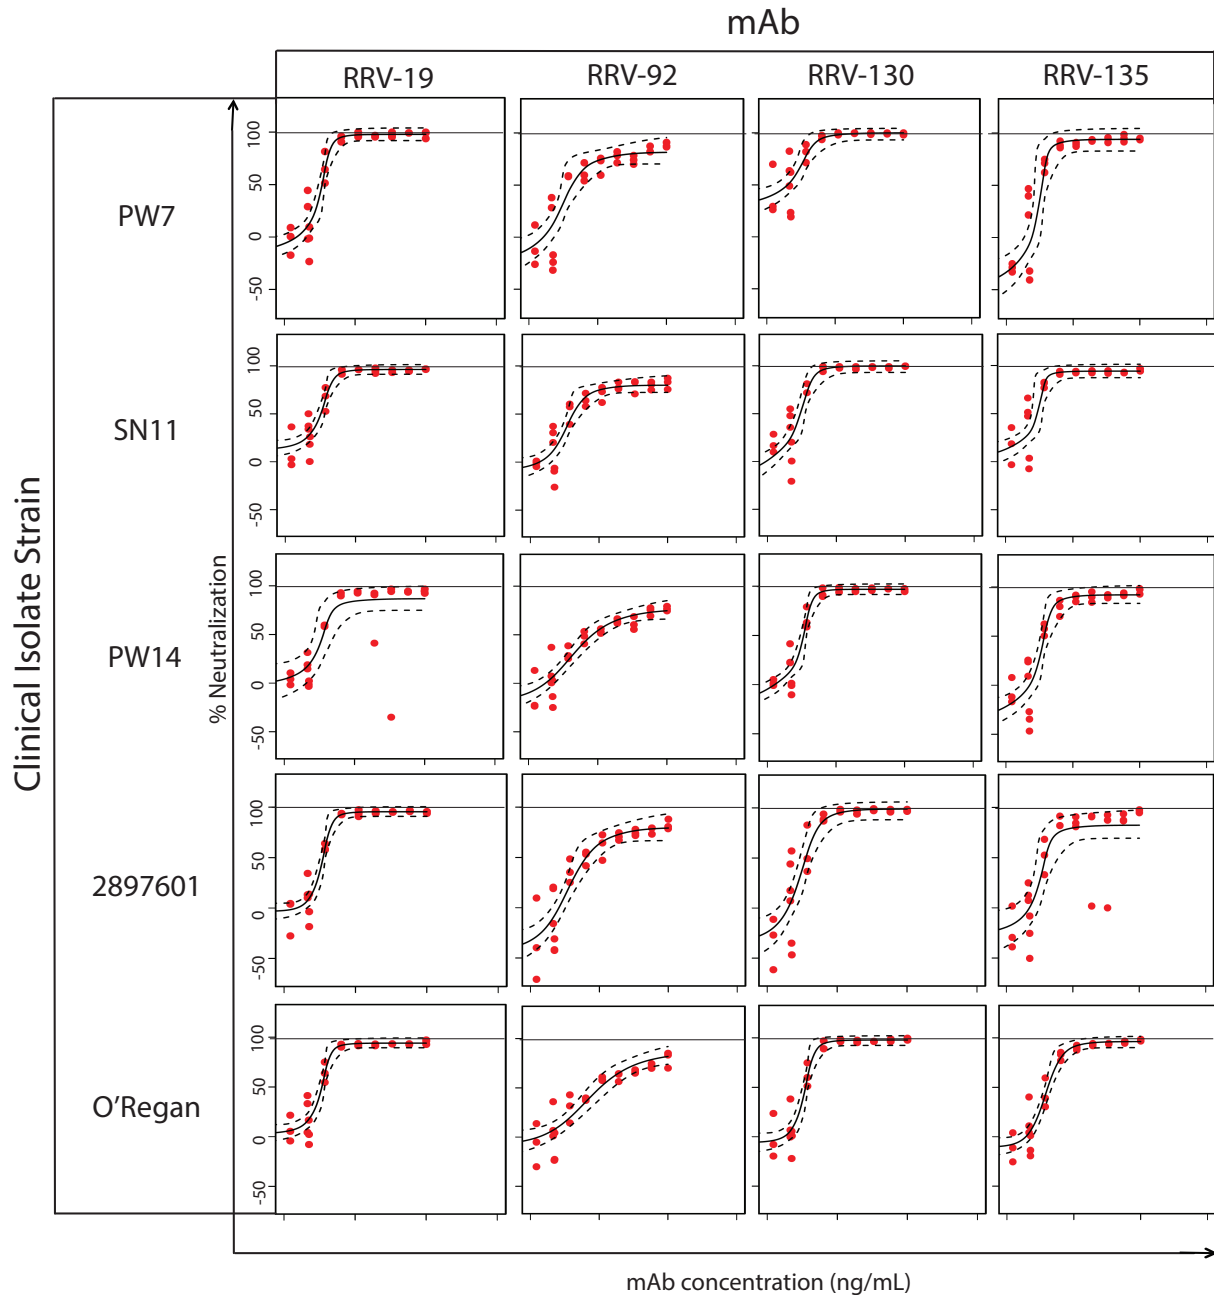 mAb
RRV-19 RRV-92 RRV-130 RRV-135
Clinical Isolate Strain
% Neutralization
PW7
100
50
0
-50
SN11
100
50
0
-50
PW14
100
50
0
-50
2897601
100
50
0
-50
O'Regan
100
50
0
-50
mAb concentration (ng/mL)